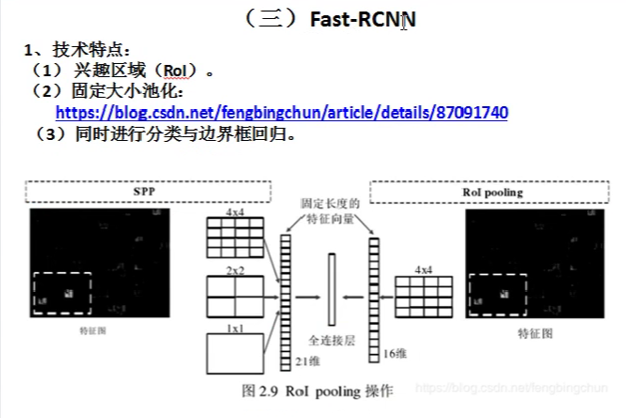 （三）Fast-RCNN
1、技术特点：
（1） 兴趣区域（RoI）。
（2）固定大小池化：
https://blog.csdn.net/fengbingchun/article/details/87091740
（3）同时进行分类与边界框回归。
SPP
RoI pooling
固定长度的
特征向量
4x4
2x2
1x1
4x4
特征图
全连接层
特征图
21维
16维
图 2.9 RoI pooling 操作
https://blog.csdn.net/fengbingchun